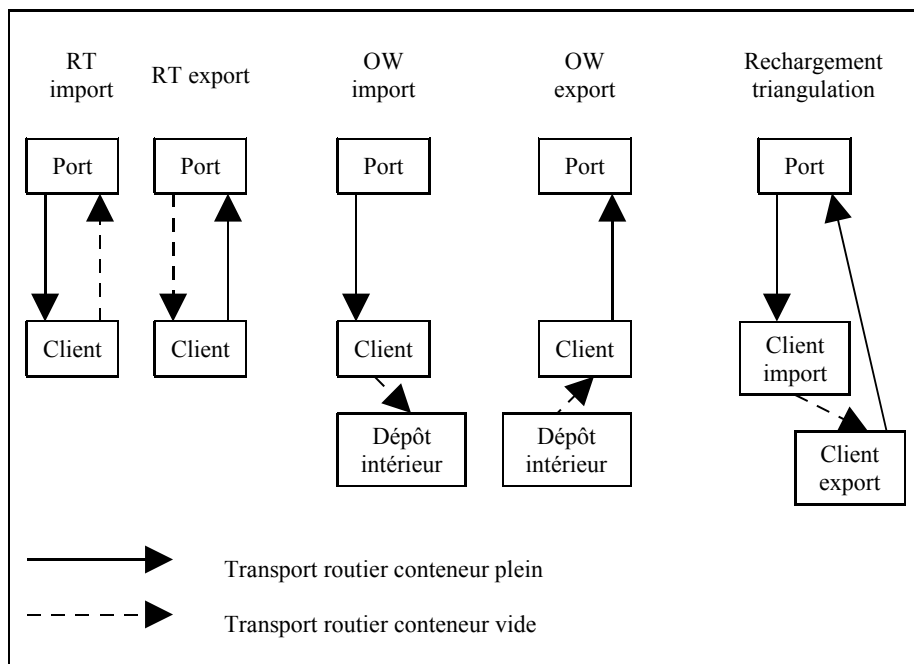 RT
import
RT export
OW
import
OW
export
Rechargement
triangulation
Port
Port
Port
Port
Port
Client
Client
Client
Client
Client
import
Dépôt
intérieur
Dépôt
intérieur
Client
export
Transport routier conteneur plein
Transport routier conteneur vide